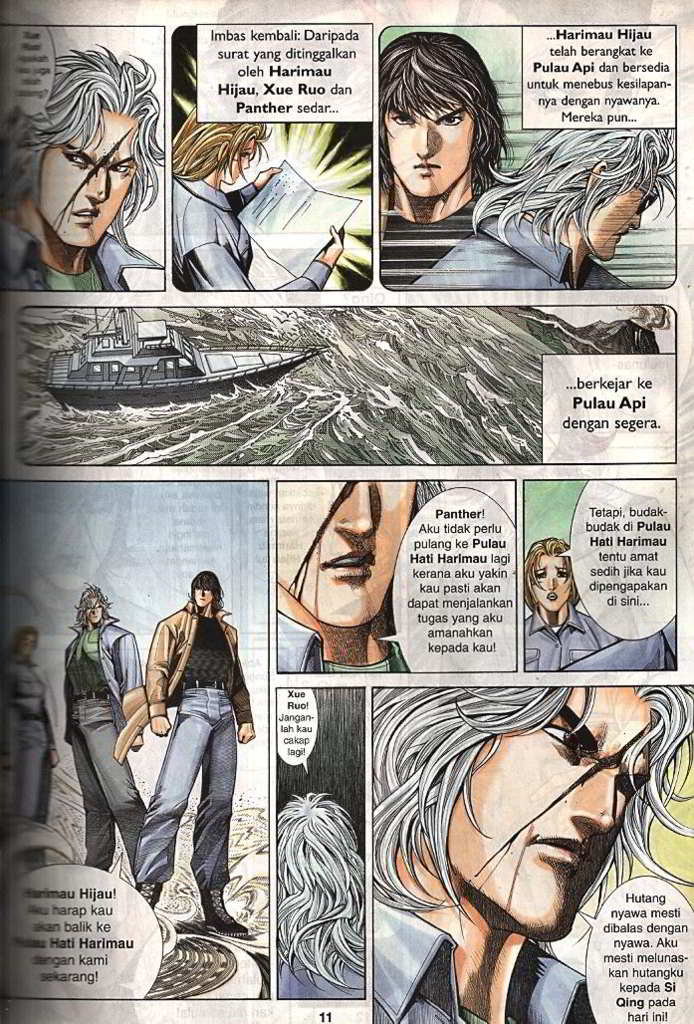 Imbas kembali: Daripada
surat yang ditinggalkan
oleh Harimau
Hijau, Xue Ruo dan
Panther sedar...
...Harimau Hijau
telah berangkat ke
Pulau Api dan bersedia
untuk menebus kesilapan-
nya dengan nyawanya.
Mereka pun...
...berkejar ke
Pulau Api
dengan segera.
Harimau Hijau!
Aku harap kau
akan balik ke
Pulau Hati Harimau
dengan kami
sekarang!
Panther!
Aku tidak perlu
pulang ke Pulau
Hati Harimau lagi
kerana aku yakin
kau pasti akan
dapat menjalankan
tugas yang aku
amanahkan
kepada kau!
Tetapi, budak-
budak di Pulau
Hati Harimau
tentu amat
sedih jika kau
dipengapakan
di sini...
Xue
Ruo!
Jangan-
lah kau
cakap
lagi!
Hutang
nyawa mesti
dibalas dengan
nyawa. Aku
mesti melunas-
kan hutangku
kepada Si
Qing pada
hari ini!
11